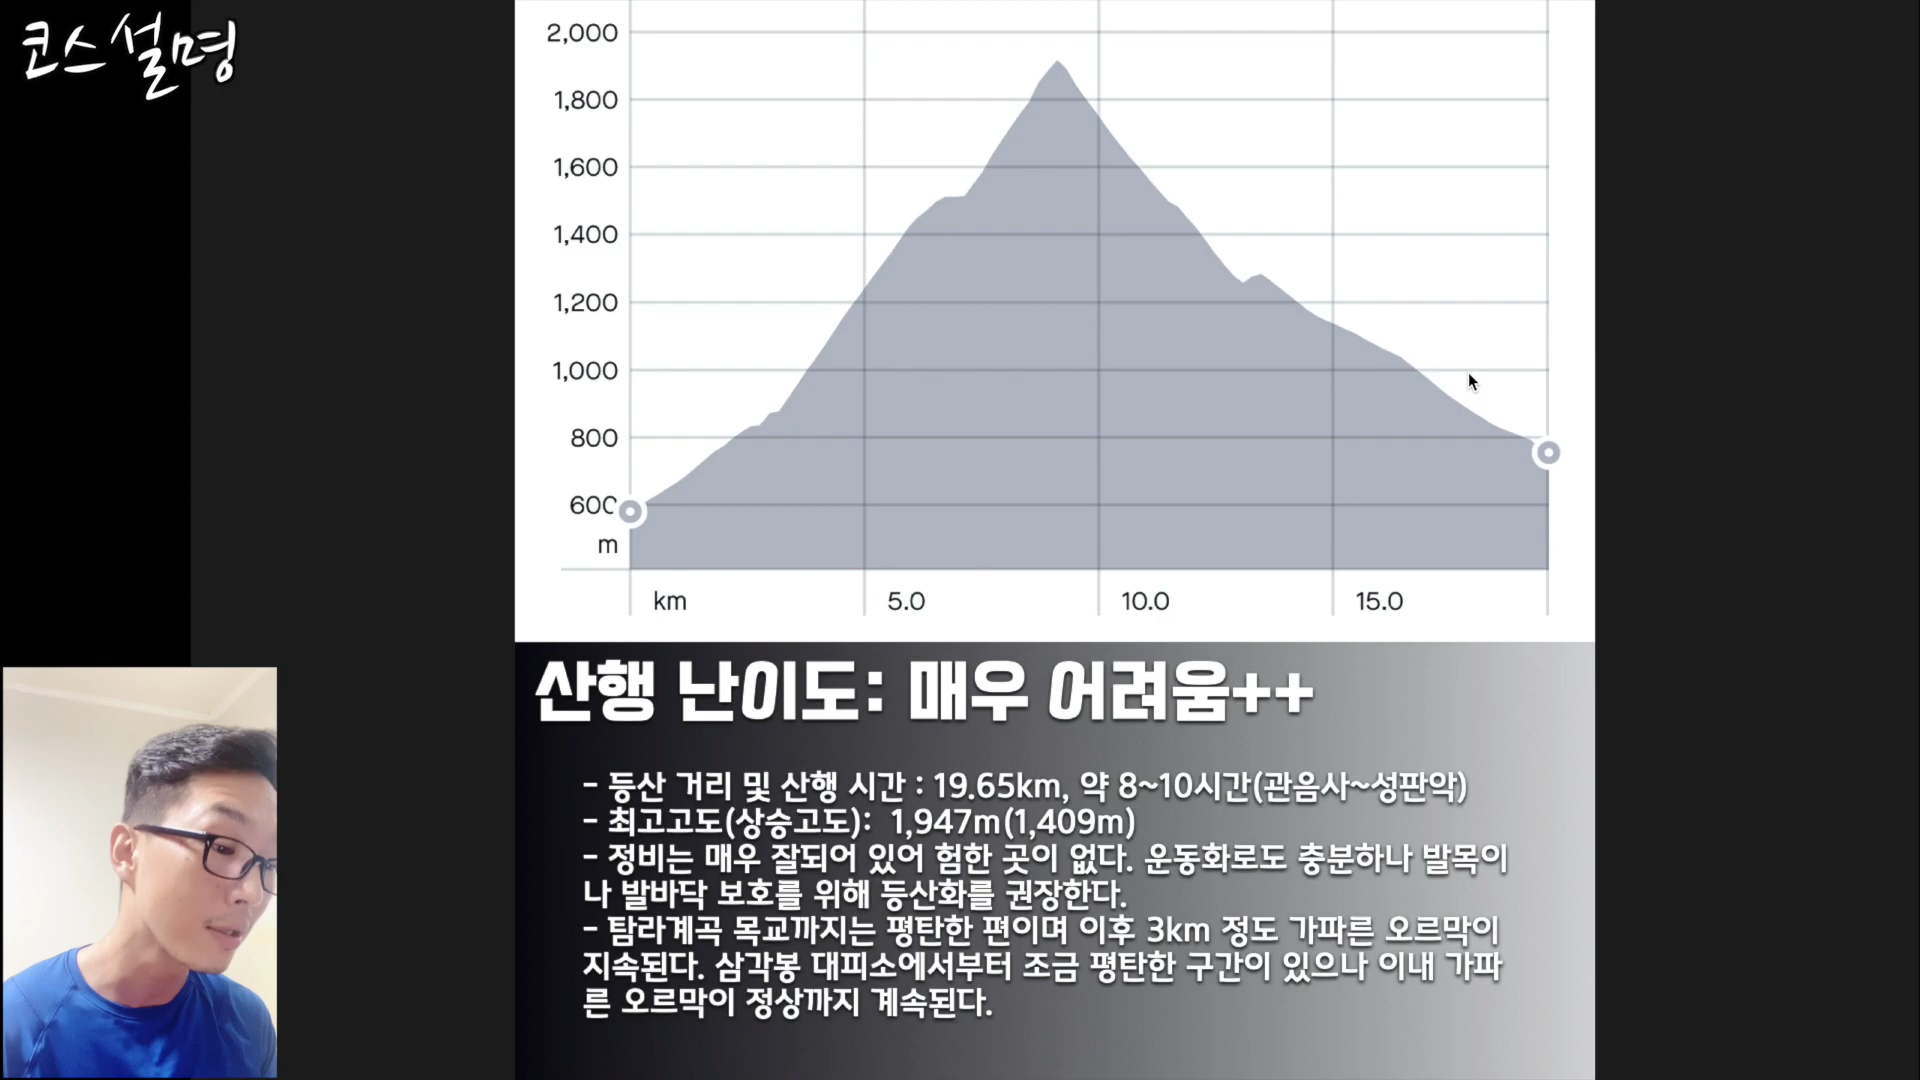 코스설명
2,000
1,800
1,600
1,400
1,200
1,000
800
600
m
km 5.0 10.0 15.0
산행 난이도: 매우 어려움++
- 등산 거리 및 산행 시간 : 19.65km, 약 8~10시간(관음사~성판악)
- 최고고도(상승고도): 1,947m(1,409m)
- 정비는 매우 잘되어 있어 험한 곳이 없다. 운동화로도 충분하나 발목이
나 발바닥 보호를 위해 등산화를 권장한다.
- 탐라계곡 목교까지는 평탄한 편이며 이후 3km 정도 가파른 오르막이
지속된다. 삼각봉 대피소에서부터 조금 평탄한 구간이 있으나 이내 가파
른 오르막이 정상까지 계속된다.